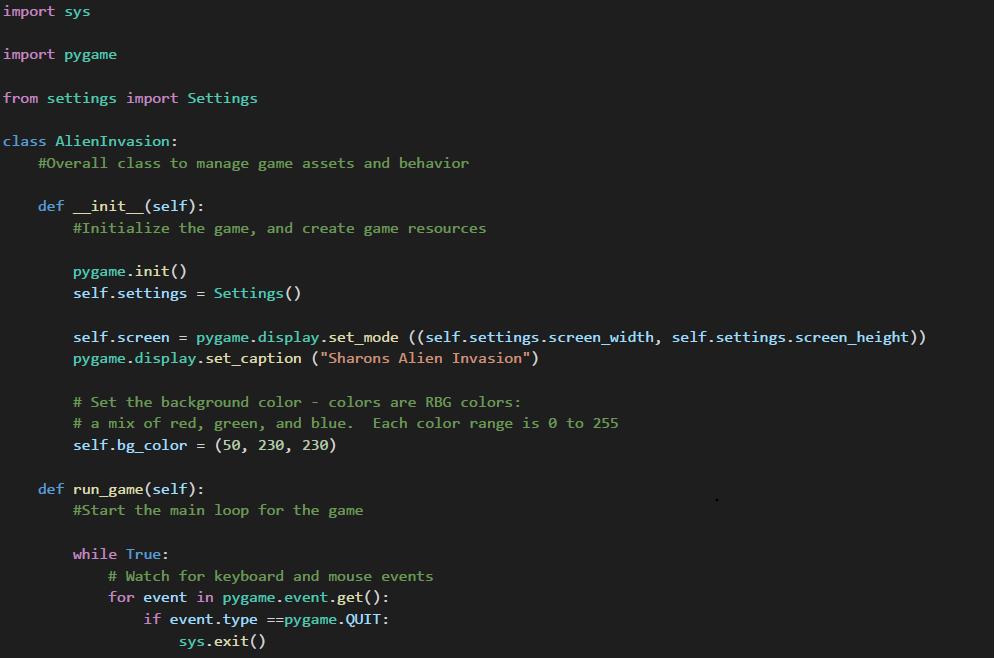 import sys
import pygame
from settings import Settings
class AlienInvasion:
    #Overall class to manage game assets and behavior
    def __init__(self):
        #Initialize the game, and create game resources
        pygame.init()
        self.settings = Settings()
        self.screen = pygame.display.set_mode ((self.settings.screen_width, self.settings.screen_height))
        pygame.display.set_caption ("Sharons Alien Invasion")
        # Set the background color - colors are RBG colors:
        # a mix of red, green, and blue.  Each color range is 0 to 255
        self.bg_color = (50, 230, 230)
    def run_game(self):
        #Start the main loop for the game
        while True:
            # Watch for keyboard and mouse events
            for event in pygame.event.get():
                if event.type ==pygame.QUIT:
                    sys.exit()